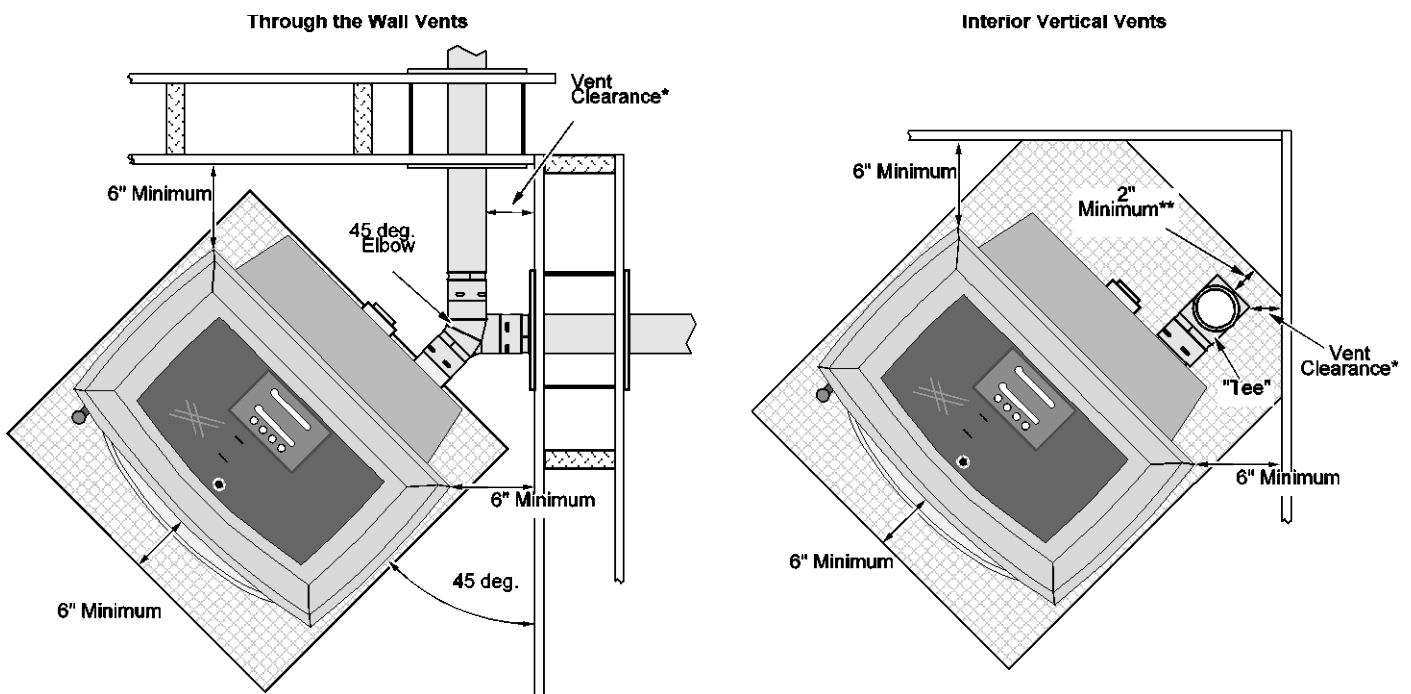 Through the Wall Vents
Vent
Clearance*
6" Minimum
45 deg.
Elbow
6" Minimum
45 deg.
6" Minimum
Interior Vertical Vents
6" Minimum
2"
Minimum**
Vent
Clearance*
"Tee"
6" Minimum
6" Minimum